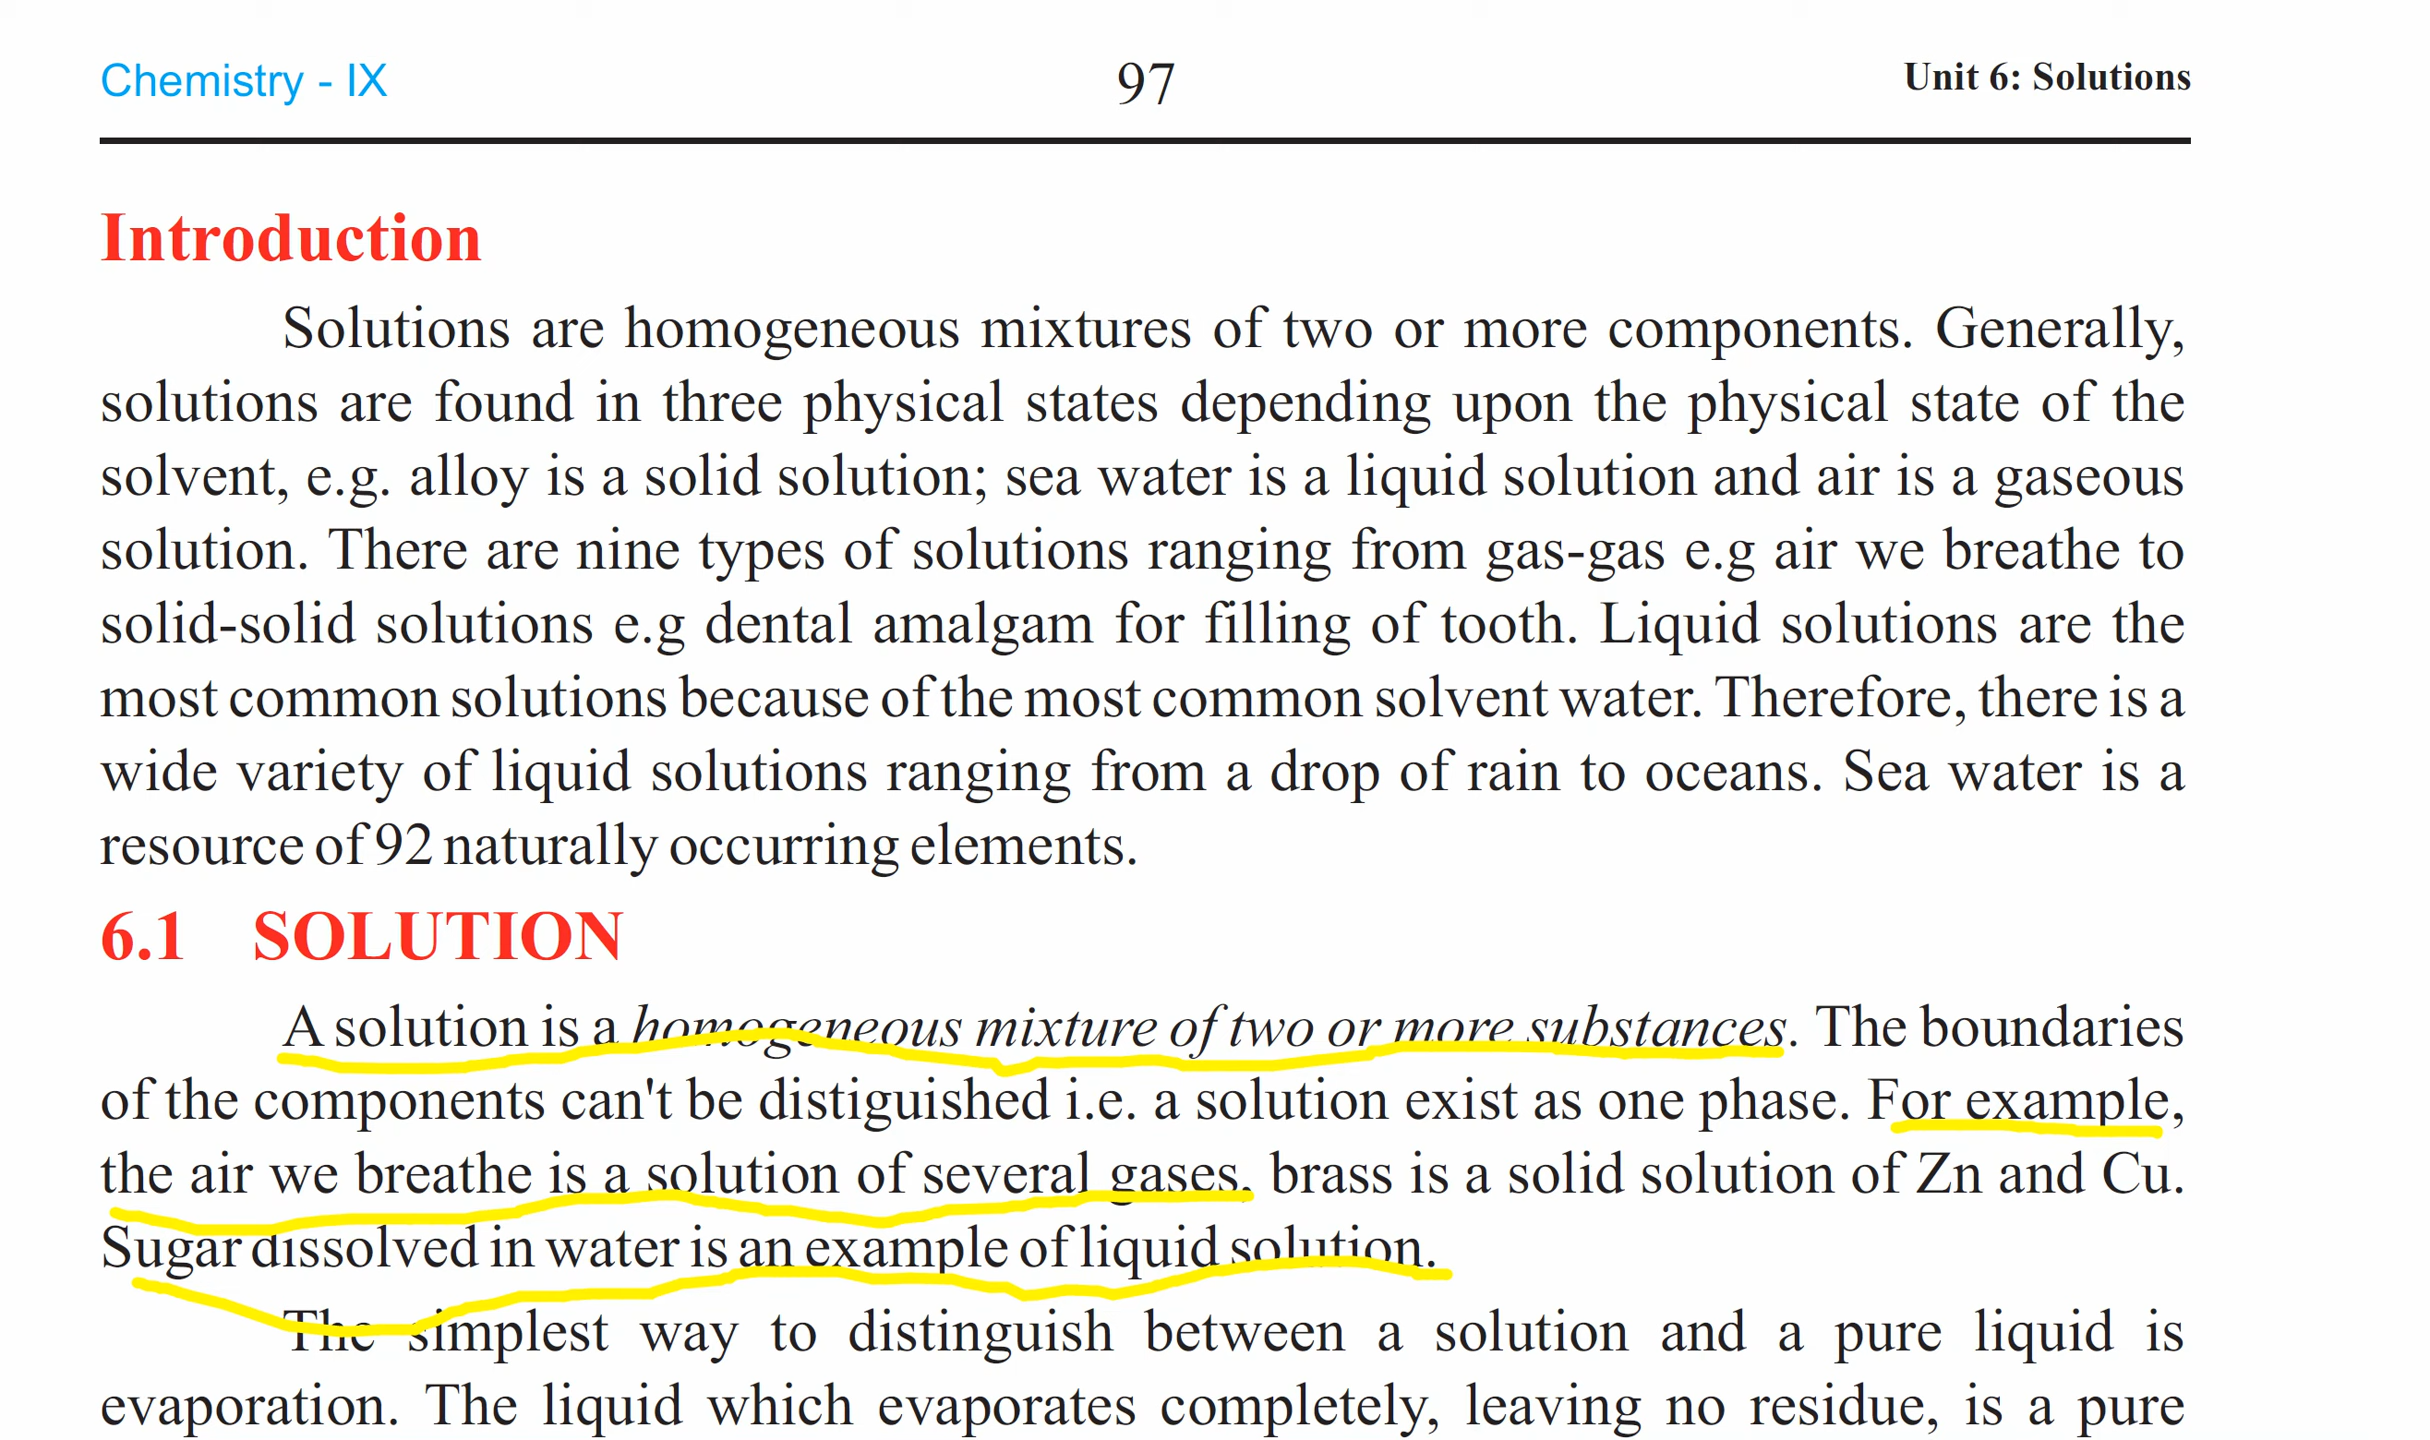 Chemistry - IX
97
Unit 6: Solutions
Introduction
Solutions are homogeneous mixtures of two or more components. Generally,
solutions are found in three physical states depending upon the physical state of the
solvent, e.g. alloy is a solid solution; sea water is a liquid solution and air is a gaseous
solution. There are nine types of solutions ranging from gas-gas e.g air we breathe to
solid-solid solutions e.g dental amalgam for filling of tooth. Liquid solutions are the
most common solutions because of the most common solvent water. Therefore, there is a
wide variety of liquid solutions ranging from a drop of rain to oceans. Sea water is a
resource of 92 naturally occurring elements.
6.1 SOLUTION
A solution is a homogeneous mixture of two or more substances. The boundaries
of the components can't be distiguished i.e. a solution exist as one phase. For example,
the air we breathe is a solution of several gases, brass is a solid solution of Zn and Cu.
Sugar dissolved in water is an example of liquid solution.
The simplest way to distinguish between a solution and a pure liquid is
evaporation. The liquid which evaporates completely, leaving no residue, is a pure